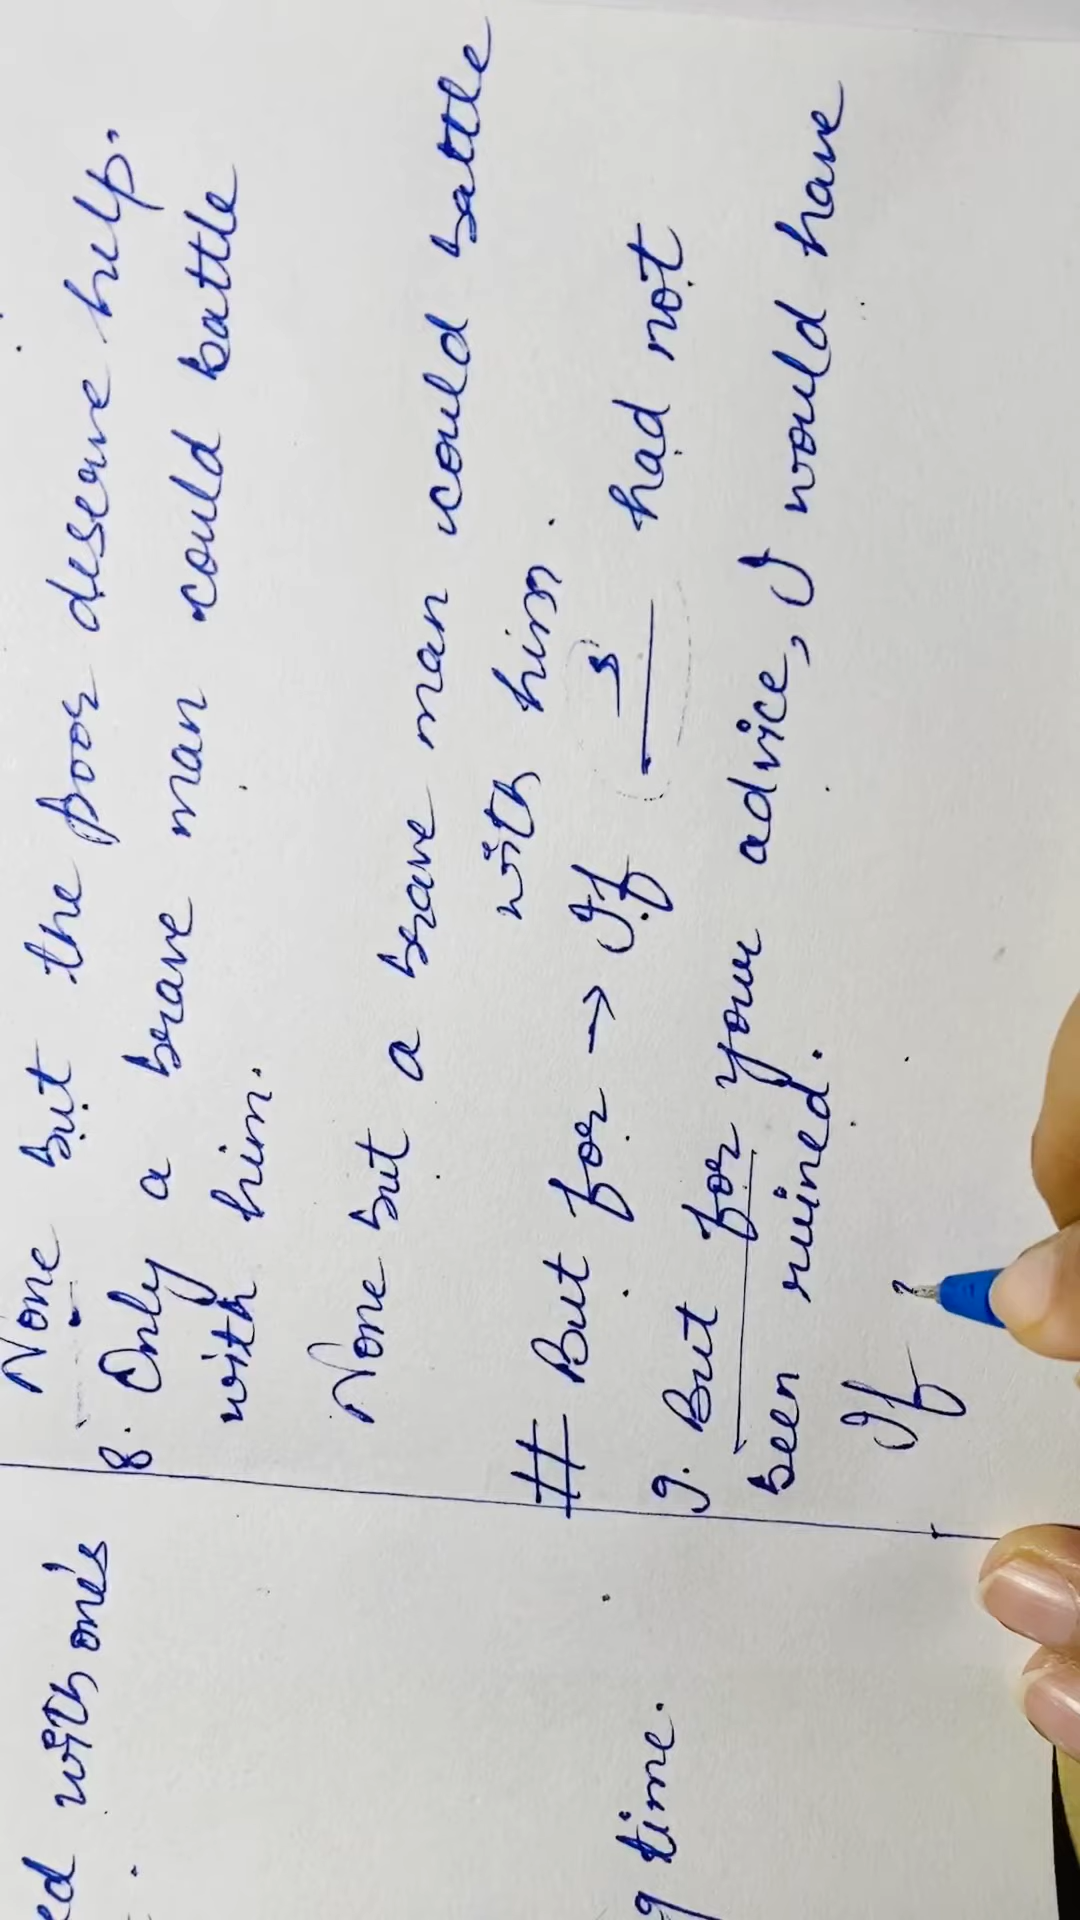 None but the poor deserve help.
8. Only a brave man could battle
with him.
None but a brave man could battle
with him.
# But for → If __s__ had not
9. But for your advice, I would have
been ruined.
If
ed with one's
g time.